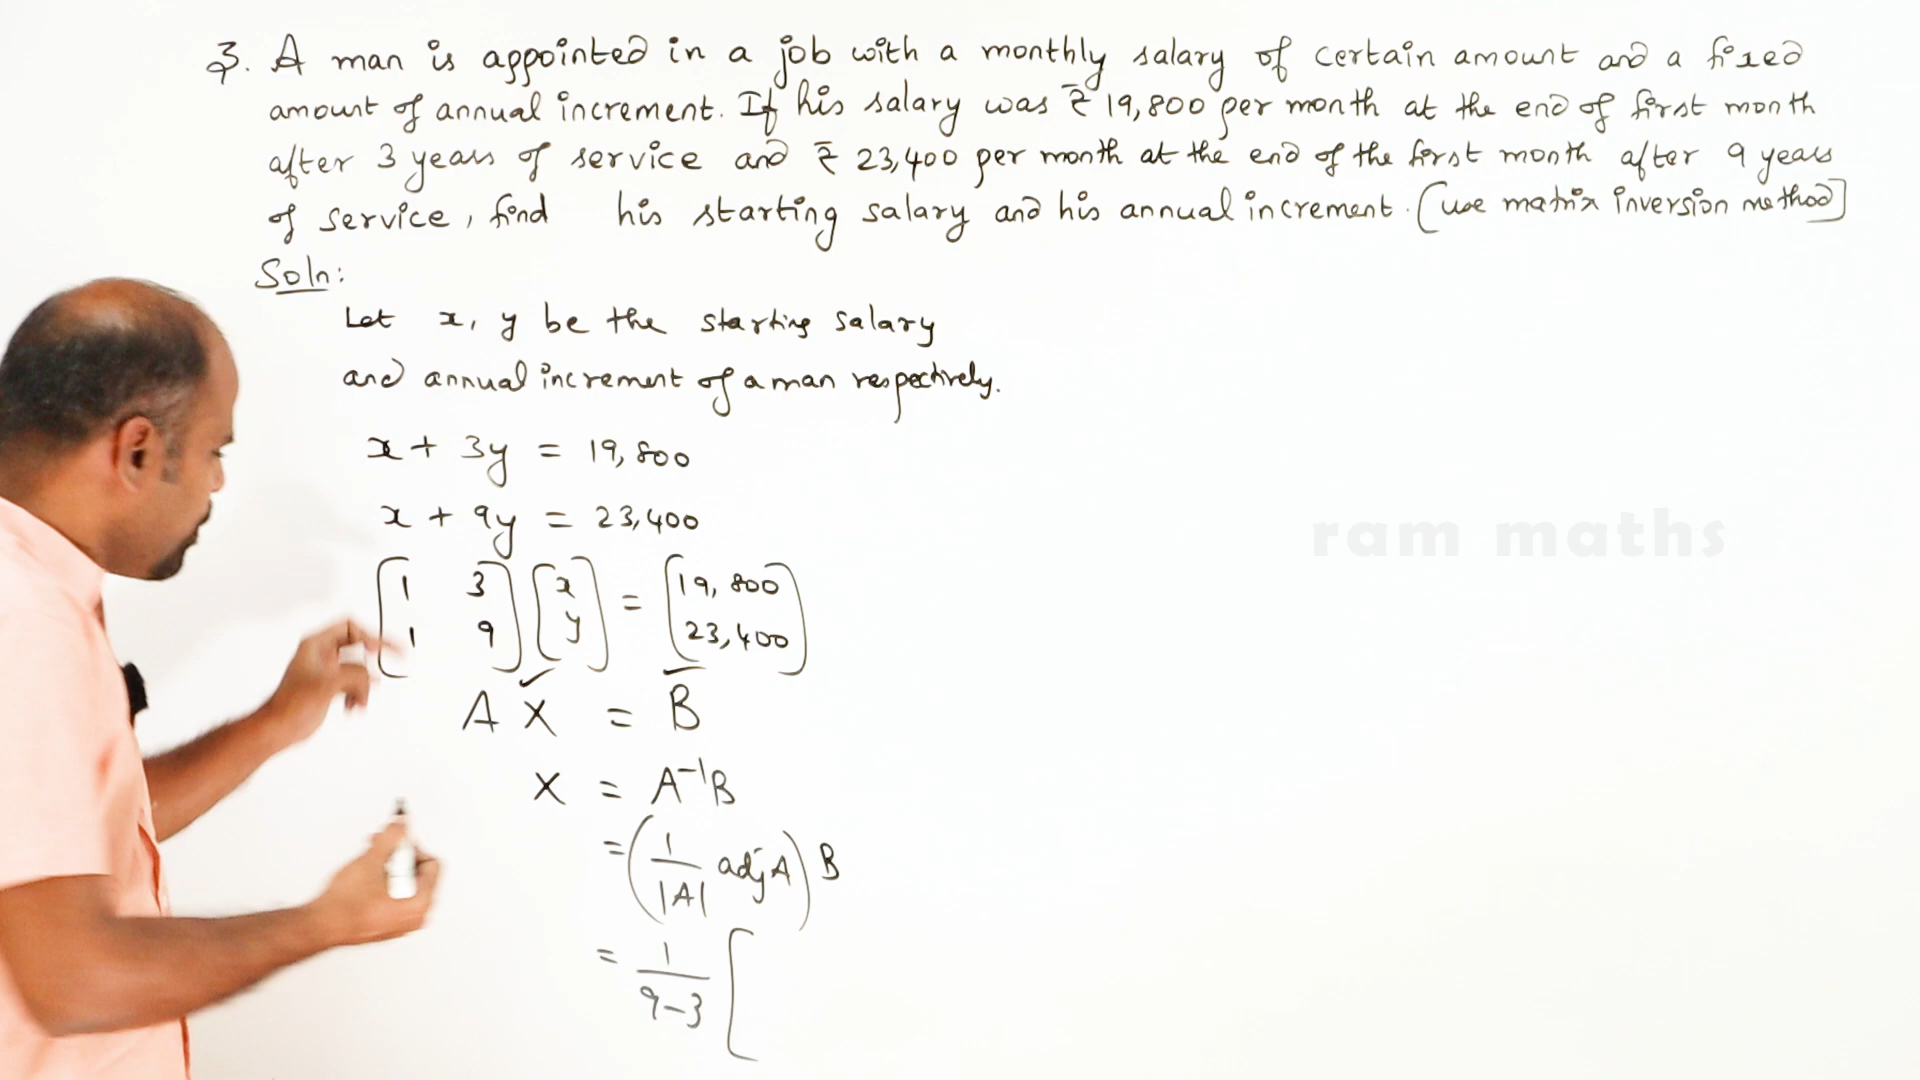 3. A man is appointed in a job with a monthly salary of certain amount and a fixed
amount of annual increment. If his salary was ₹ 19,800 per month at the end of first month
after 3 years of service and ₹ 23,400 per month at the end of the first month after 9 years
of service, find his starting salary and his annual increment. (use matrix inversion method]
Soln:
Let x, y be the starting salary
and annual increment of a man respectively.
x + 3y = 19,800
x + 9y = 23,400
[1 3] [x] = [19,800]
[1 9] [y] [23,400]
A X = B
X = A⁻¹B
= (1/|A| adj A) B
= 1/(9-3) [
ram maths